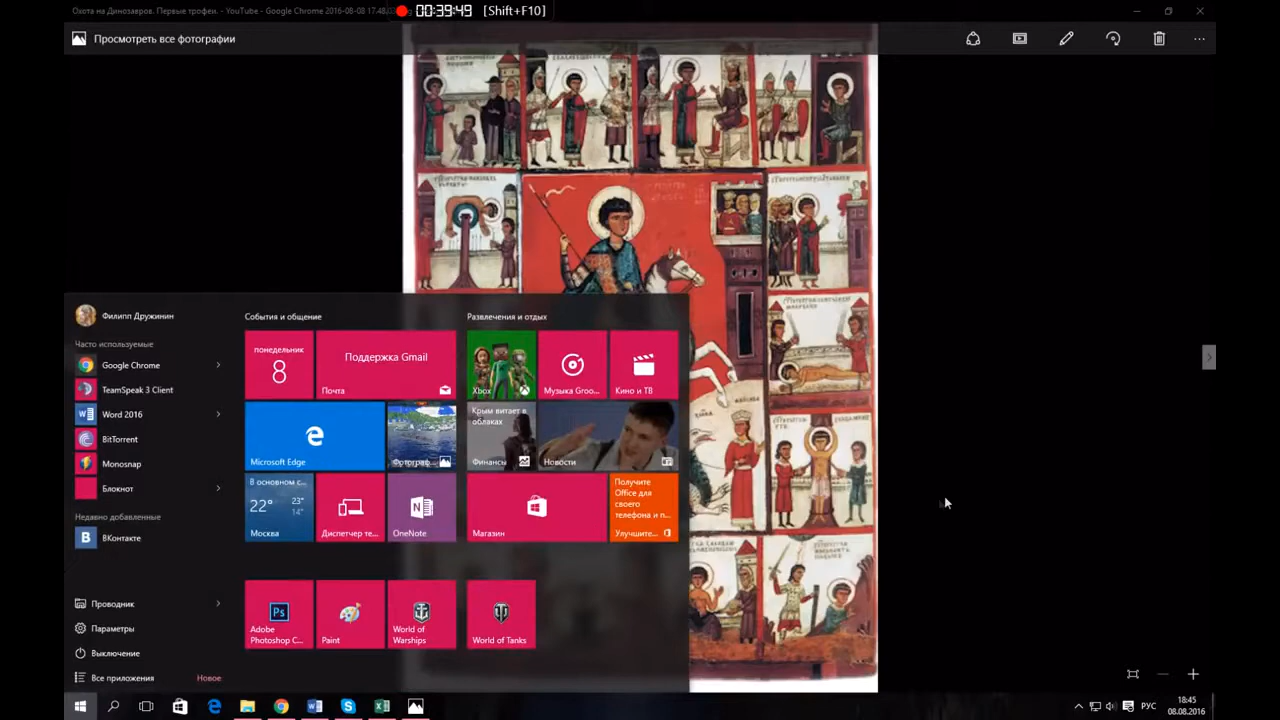 Охота на Динозавров. Первые трофеи. - YouTube - Google Chrome 2016-08-08 17.48
00:39:49 [Shift+F10]
Просмотреть все фотографии
Филипп Дружинин
Часто используемые
Google Chrome
TeamSpeak 3 Client
Word 2016
BitTorrent
Monosnap
Блокнот
Недавно добавленные
ВКонтакте
Проводник
Параметры
Выключение
Все приложения
Новое
События и общение
понедельник
8
Поддержка Gmail
Почта
Microsoft Edge
Фотограф...
В основном с...
22°
23°
14°
Москва
Диспетчер те...
OneNote
Развлечения и отдых
Xbox
Музыка Groo...
Кино и ТВ
Крым витает в
облаках
Финансы
Новости
Магазин
Получите
Office для
своего
телефона и п...
Улучшите...
Ps
Adobe
Photoshop C...
Paint
World of
Warships
World of Tanks
РУС
18:45
08.08.2016